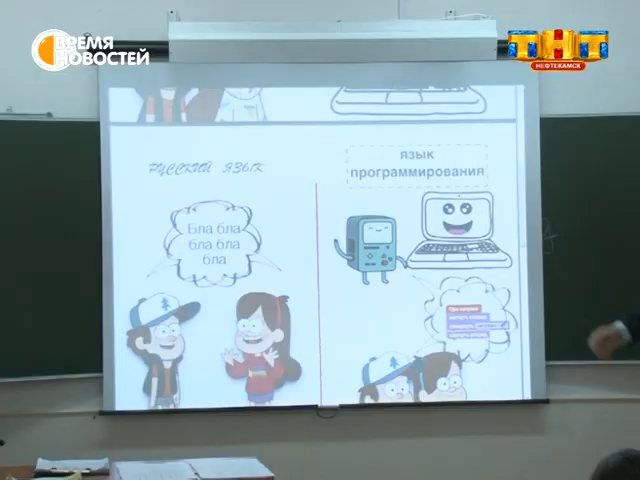 ВРЕМЯ
НОВОСТЕЙ
ТНТ
НЕФТЕКАМСК
РУССКИЙ ЯЗЫК
язык
программирования
Бла бла
бла бла
бла